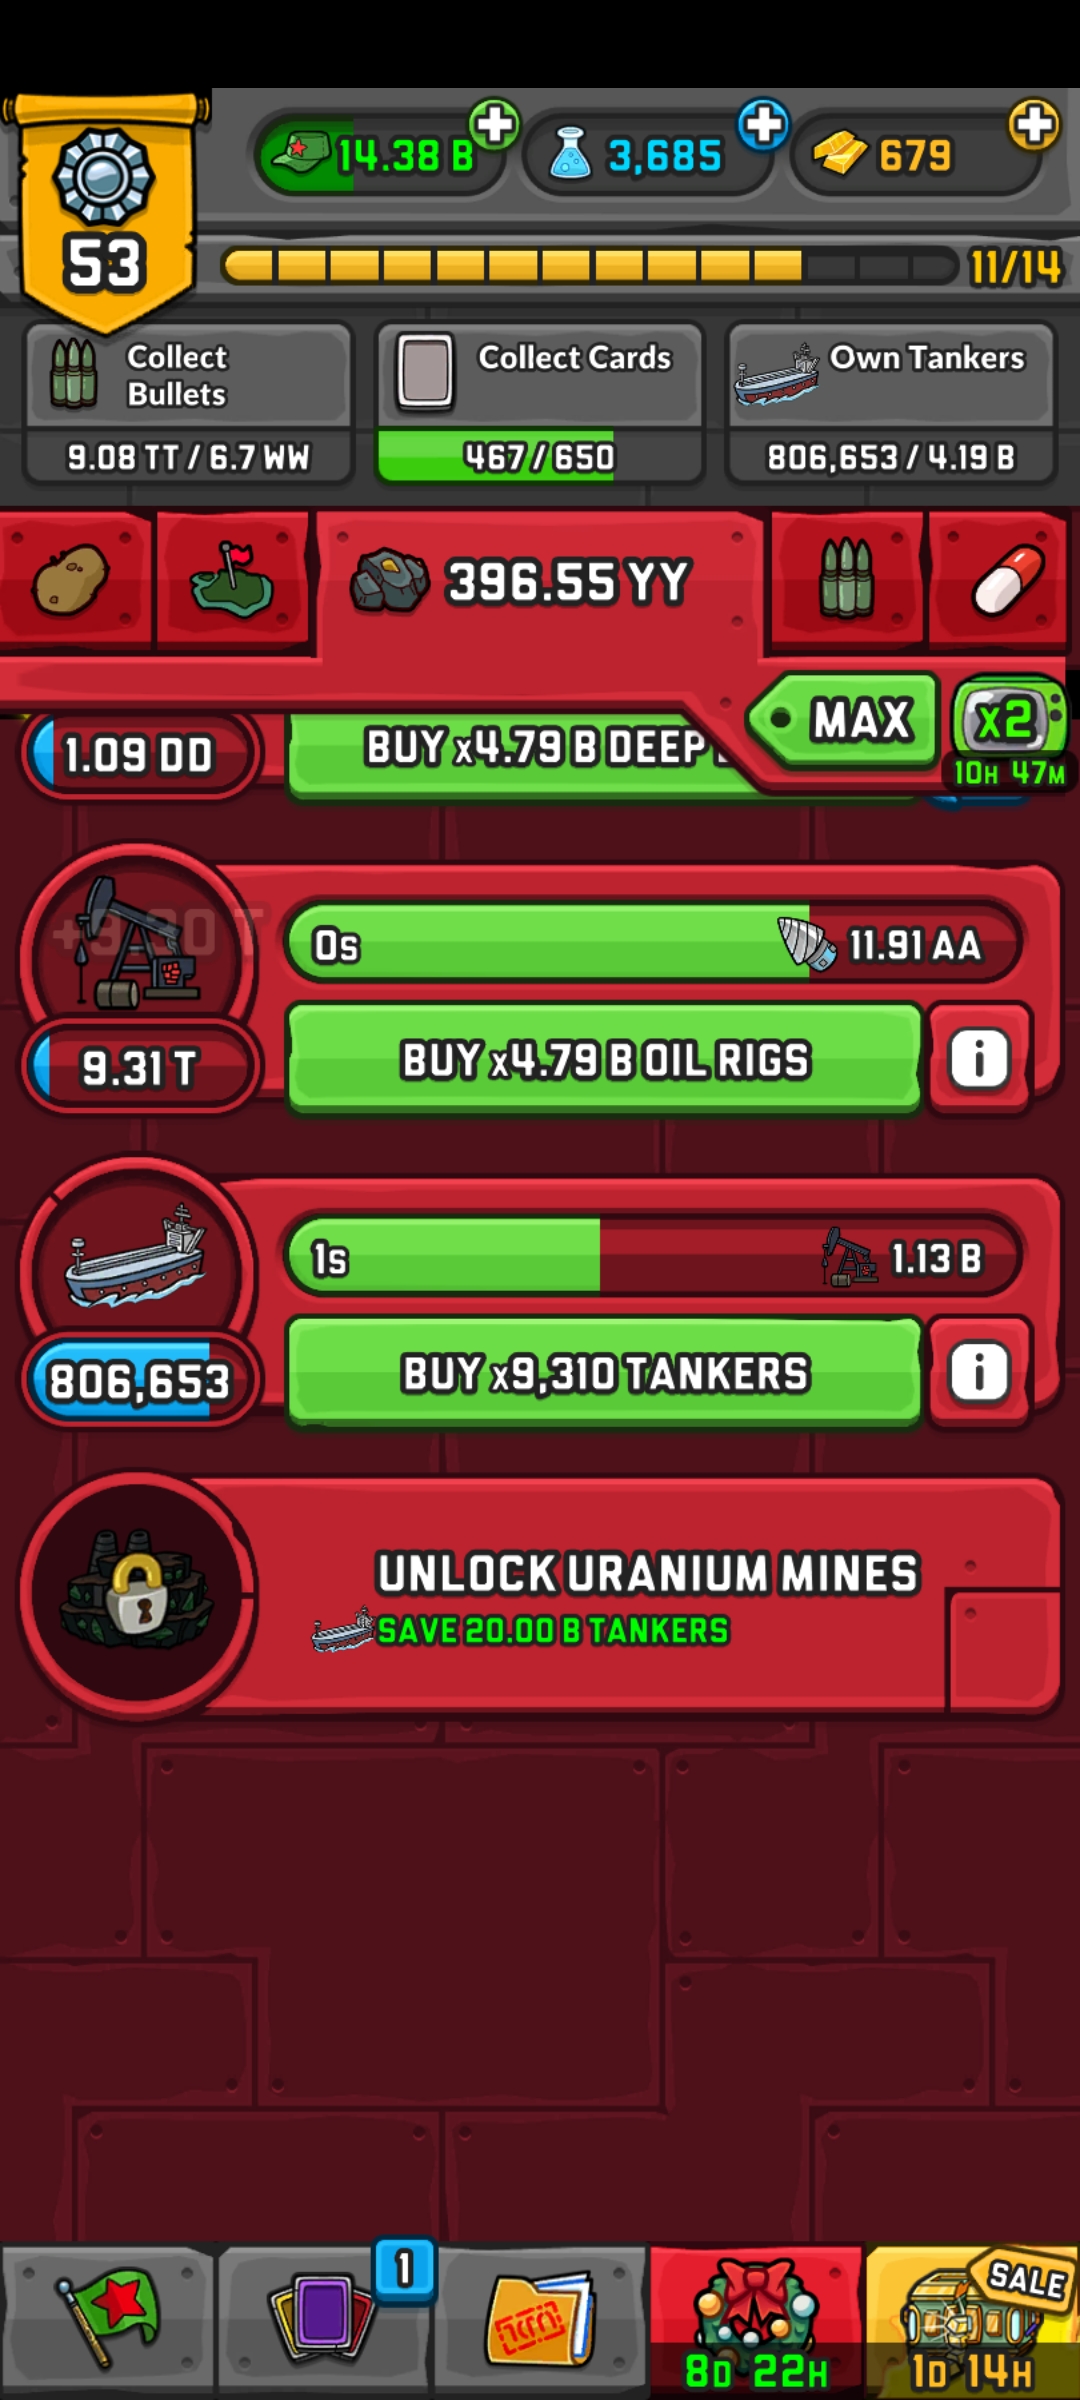 14.38 B
3,685
679
53
11/14
Collect Bullets
9.08 TT / 6.7 WW
Collect Cards
467 / 650
Own Tankers
806,653 / 4.19 B
396.55 YY
MAX
x2
10H 47M
1.09 DD
BUY x4.79 B DEEP
0s
11.91 AA
9.31 T
BUY x4.79 B OIL RIGS
i
1s
1.13 B
806,653
BUY x9,310 TANKERS
i
UNLOCK URANIUM MINES
SAVE 20.00 B TANKERS
1
SALE
8D 22H
1D 14H